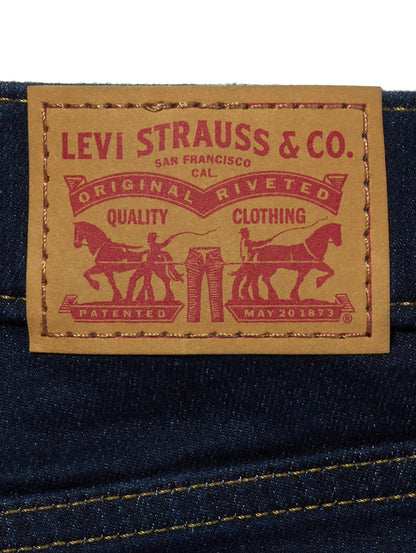 LEVI STRAUSS & CO.
SAN FRANCISCO
CAL.
ORIGINAL RIVETED
QUALITY CLOTHING
PATENTED MAY 20 1873 ®